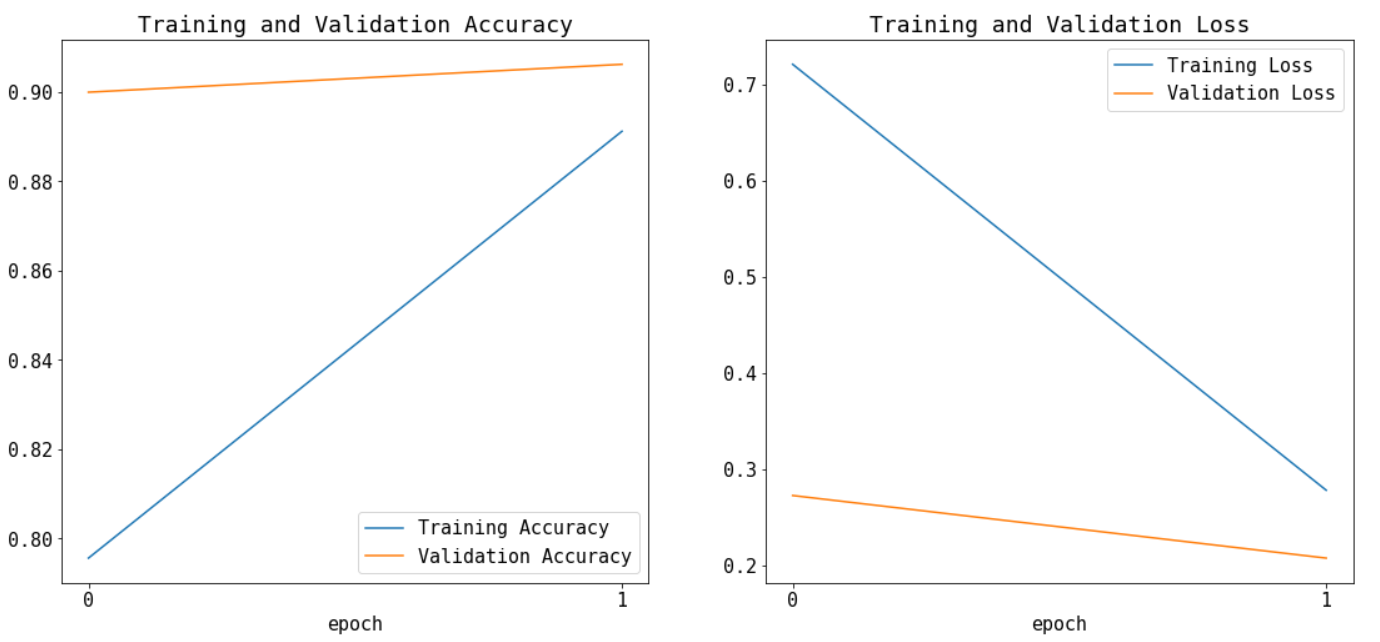 Training and Validation Accuracy
0.90
0.88
0.86
0.84
0.82
0.80
Training Accuracy
Validation Accuracy
0
1
epoch
Training and Validation Loss
Training Loss
Validation Loss
0.7
0.6
0.5
0.4
0.3
0.2
0
1
epoch